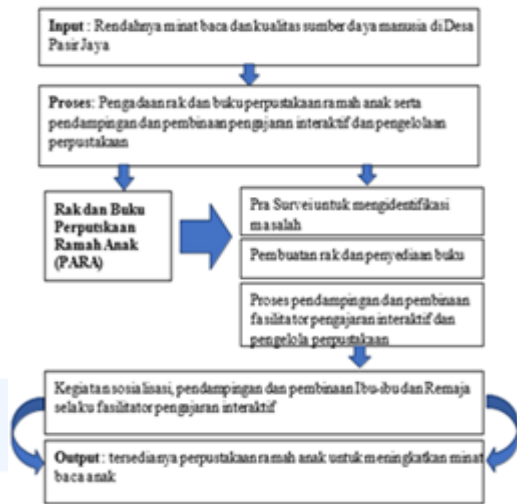 Input : Rendahnya minat baca dan kualitas sumber daya manusia di Desa
Pasir Jaya
Proses: Pengadaan rak dan buku perpustakaan ramah anak serta
pendampingan dan pembinaan pengajaran interaktif dan pengelolaan
perpustakaan
Rak dan Buku
Perputskaan
Ramah Anak
(PARA)
Pra Survei untuk mengidentifikasi
masalah
Pembuatan rak dan penyediaan buku
Proses pendampingan dan pembinaan
fasilitator pengajaran interaktif dan
pengelola perpustakaan
Kegiatan sosialisasi, pendampingan dan pembinaan Ibu-ibu dan Remaja
selaku fasilitator pengajaran interaktif
Output : tersedianya perpustakaan ramah anak untuk meningkatkan minat
baca anak